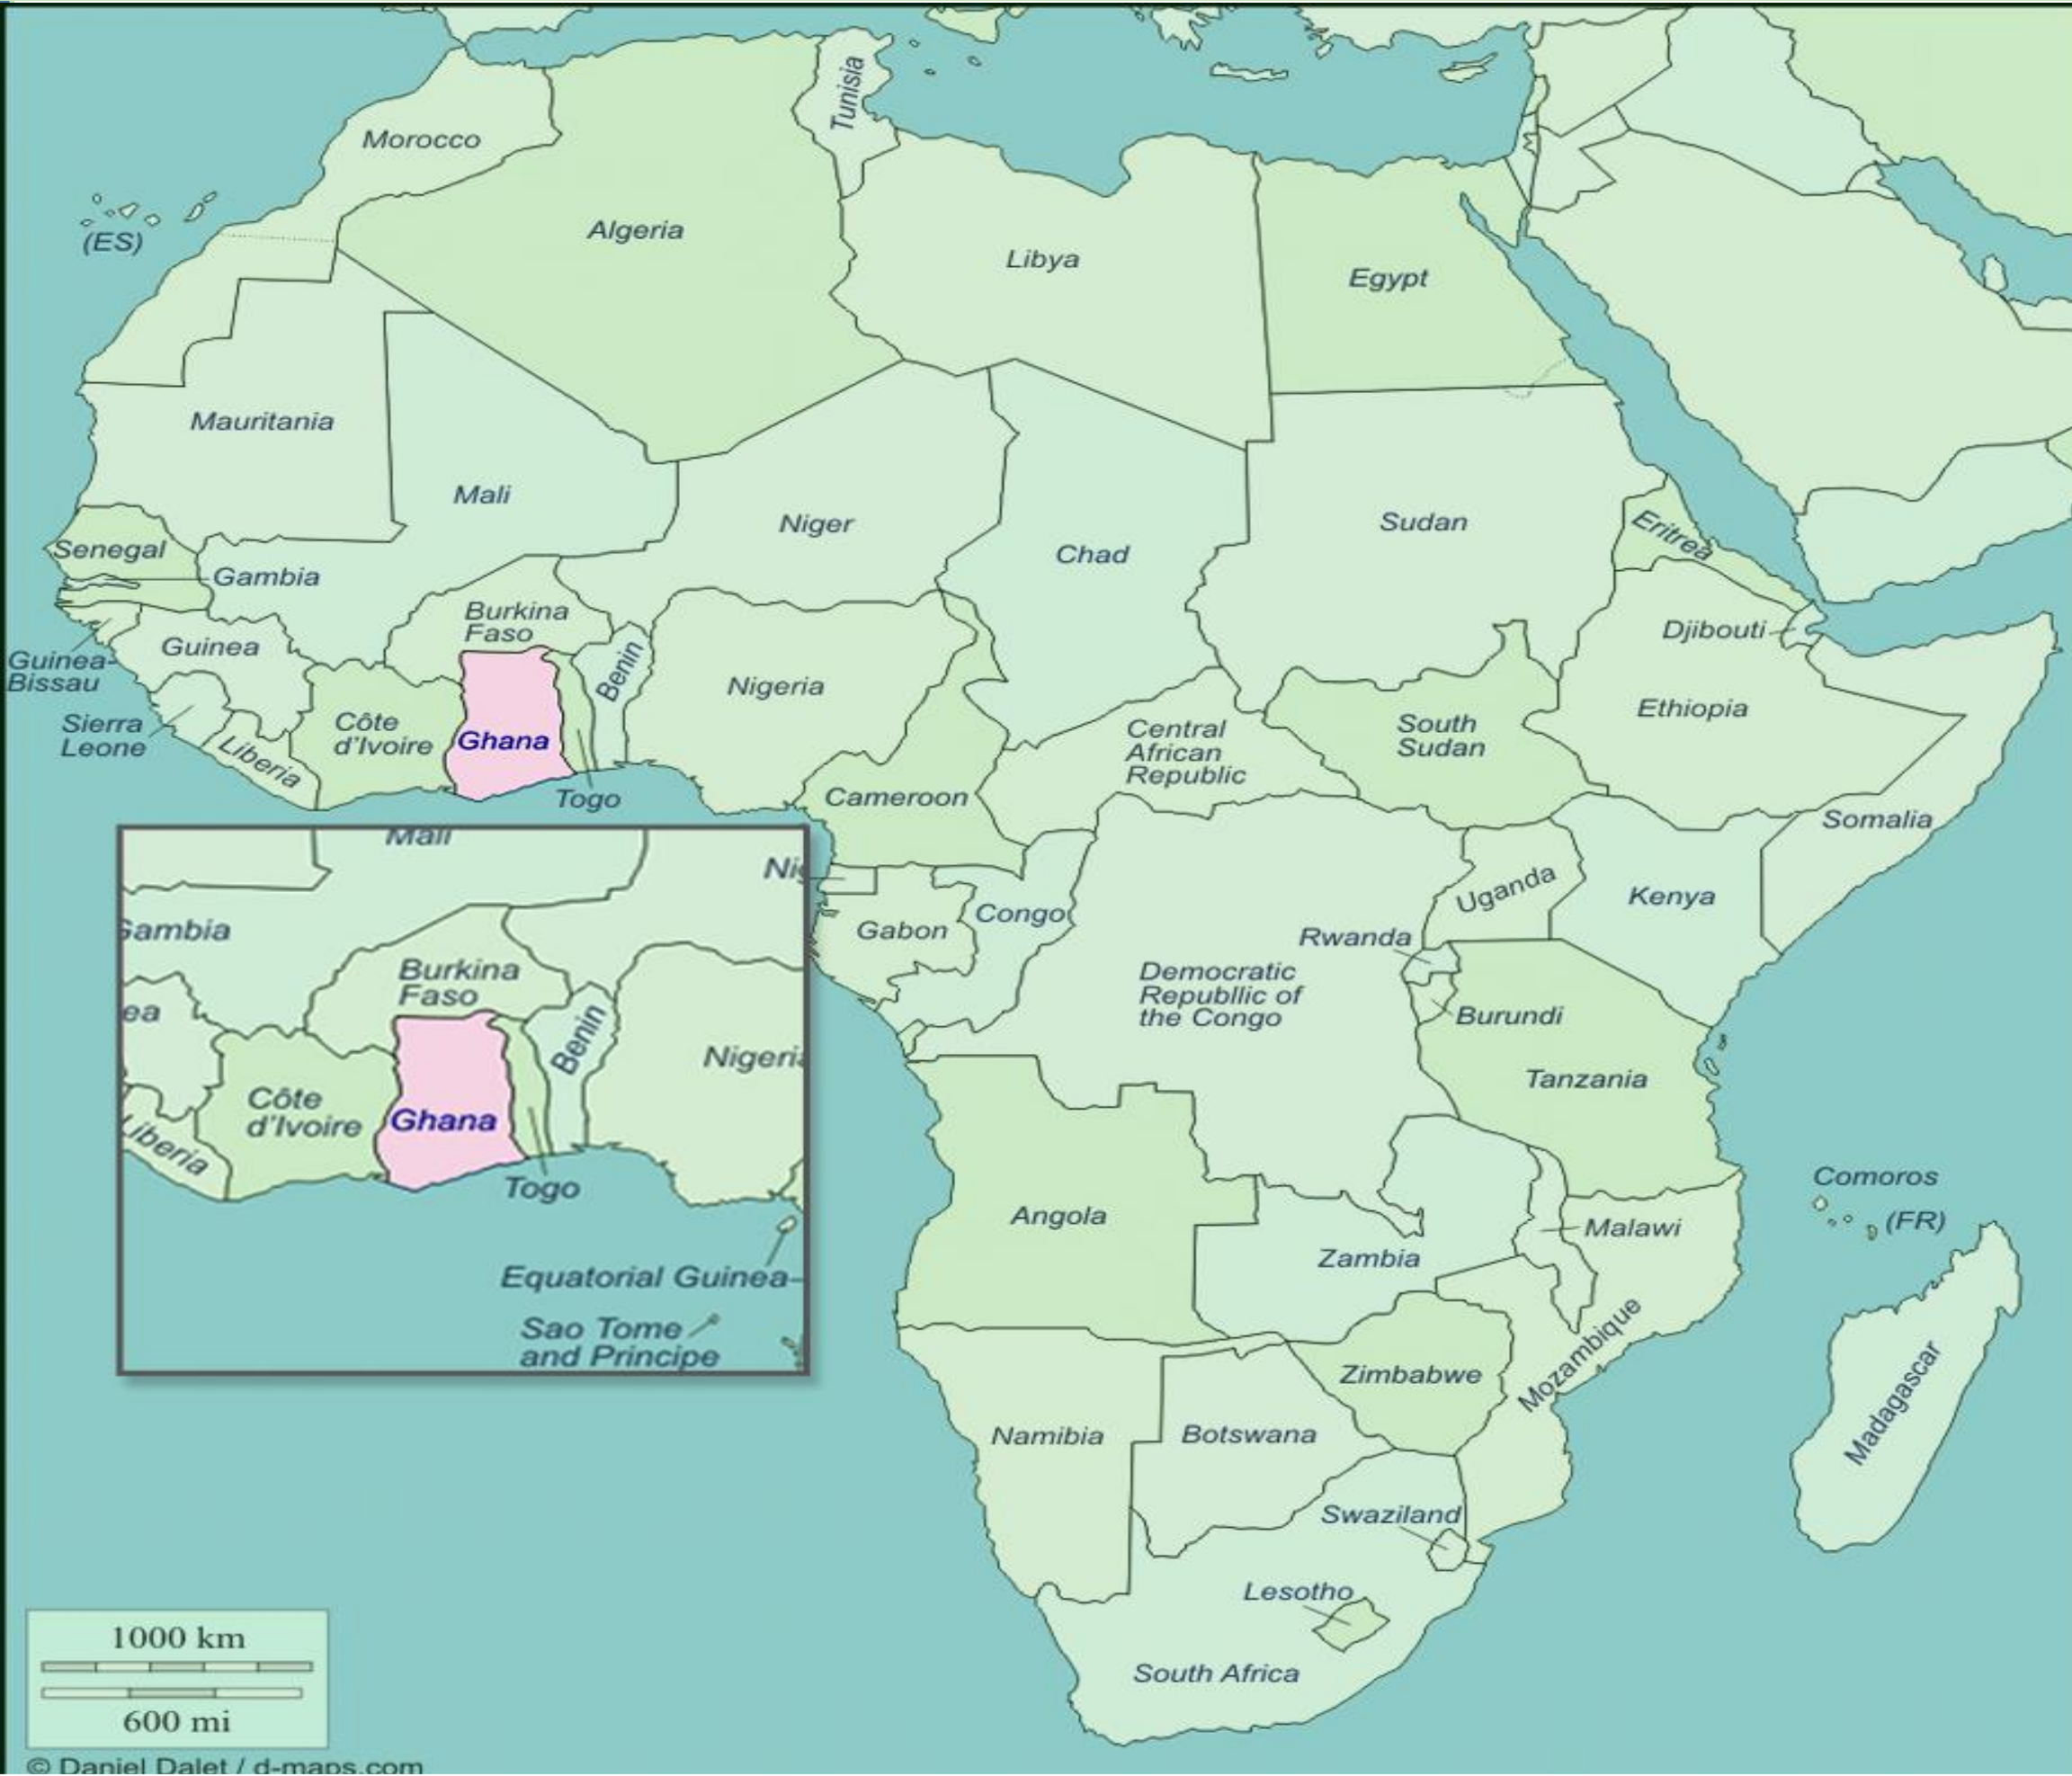 Tunisia
Morocco
(ES)
Algeria
Libya
Egypt
Mauritania
Mali
Niger
Chad
Sudan
Eritrea
Senegal
Gambia
Burkina
Faso
Djibouti
Guinea
Guinea-
Bissau
Benin
Nigeria
Ethiopia
Sierra
Leone
Côte
d'Ivoire
Ghana
Central
African
Republic
South
Sudan
Liberia
Togo
Cameroon
Somalia
Mali
Nig
Gambia
Burkina
Faso
ea
Benin
Nigeria
Côte
d'Ivoire
Ghana
Liberia
Togo
Equatorial Guinea
Sao Tome
and Principe
Gabon
Congo
Uganda
Kenya
Rwanda
Democratic
Republlic of
the Congo
Burundi
Tanzania
Comoros
(FR)
Angola
Malawi
Zambia
Mozambique
Zimbabwe
Madagascar
Namibia
Botswana
Swaziland
Lesotho
South Africa
1000 km
600 mi
© Daniel Dalet / d-maps.com